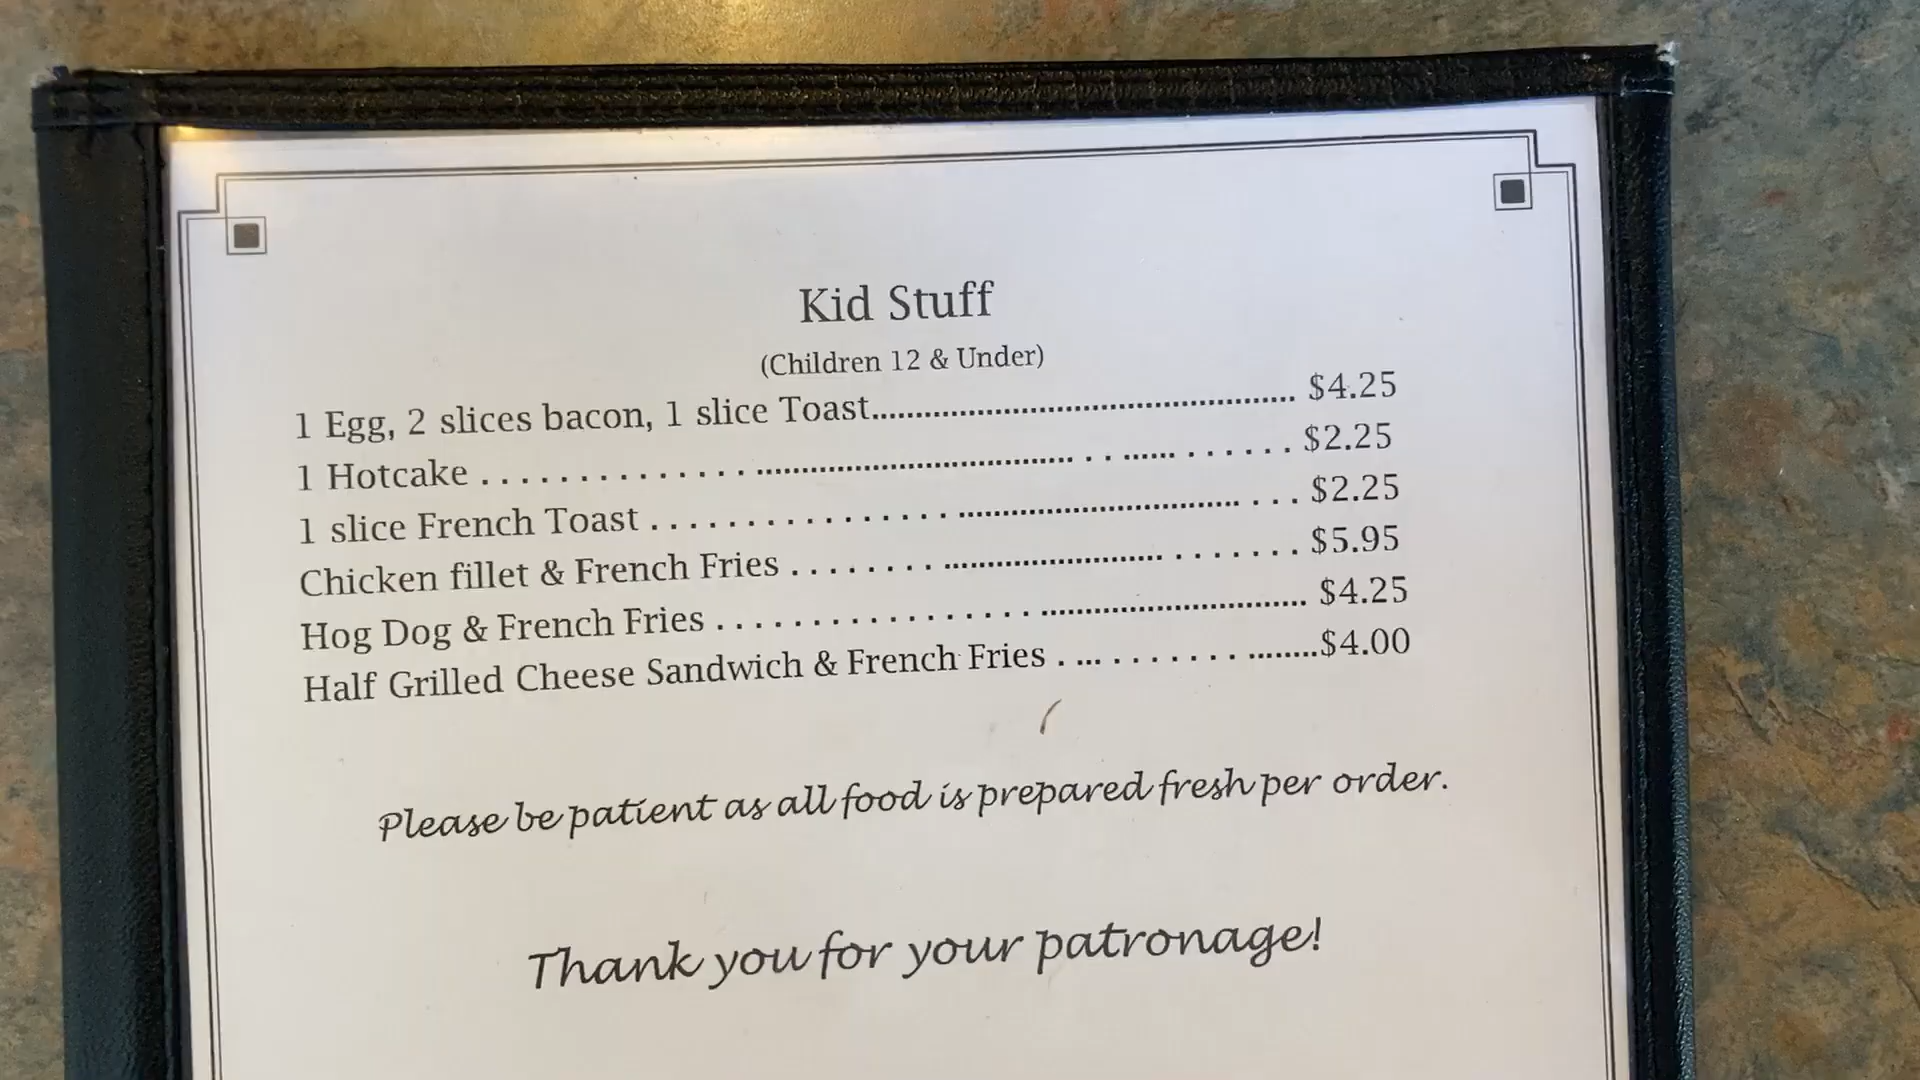 Kid Stuff
(Children 12 & Under)
1 Egg, 2 slices bacon, 1 slice Toast.......................................................... $4.25
1 Hotcake . . . . . . . . . . . . . . ............................................ . . ....... . . . . . . $2.25
1 slice French Toast . . . . . . . . . . . . . . . . ....................................... . . . $2.25
Chicken fillet & French Fries . . . . . . . . .............................. . . . . . . . $5.95
Hog Dog & French Fries . . . . . . . . . . . . . . . . . ..................................... $4.25
Half Grilled Cheese Sandwich & French Fries . .... . . . . . . . .........$4.00
Please be patient as all food is prepared fresh per order.
Thank you for your patronage!